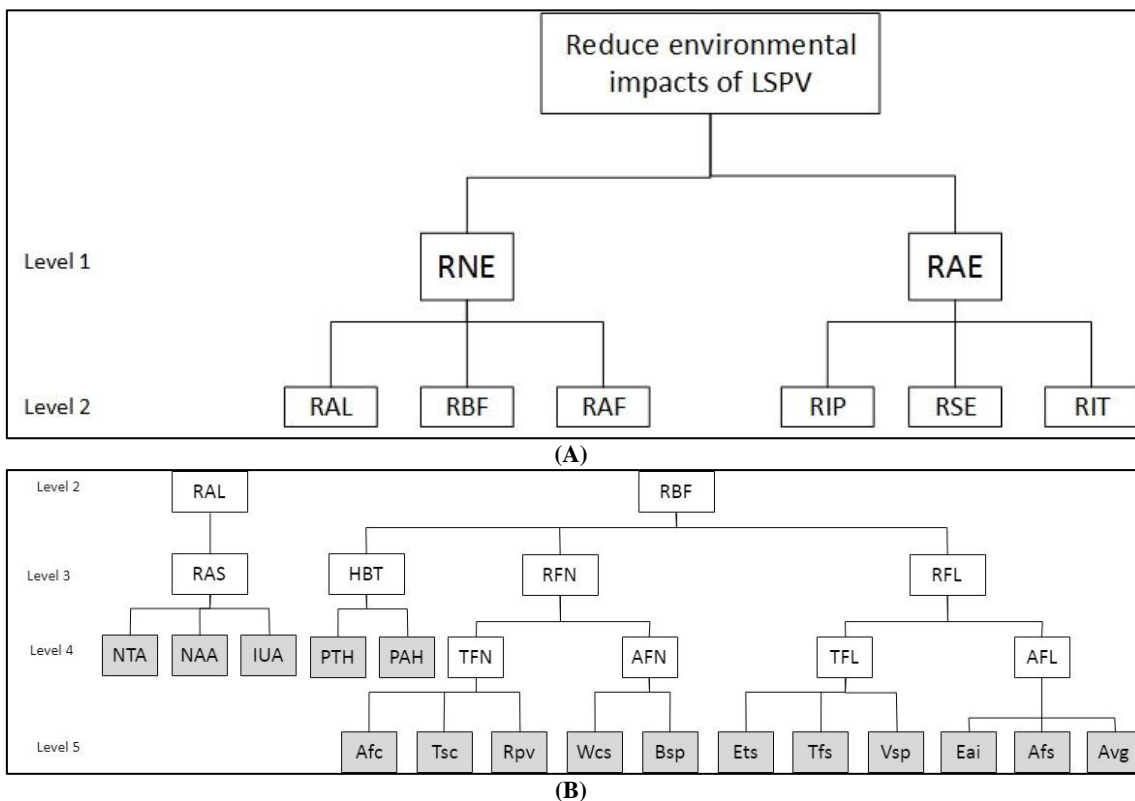 Reduce environmental
impacts of LSPV
Level 1
RNE
RAE
Level 2
RAL
RBF
RAF
RIP
RSE
RIT
(A)
Level 2
RAL
RBF
Level 3
RAS
HBT
RFN
RFL
Level 4
NTA
NAA
IUA
PTH
PAH
TFN
AFN
TFL
AFL
Level 5
Afc
Tsc
Rpv
Wcs
Bsp
Ets
Tfs
Vsp
Eai
Afs
Avg
(B)